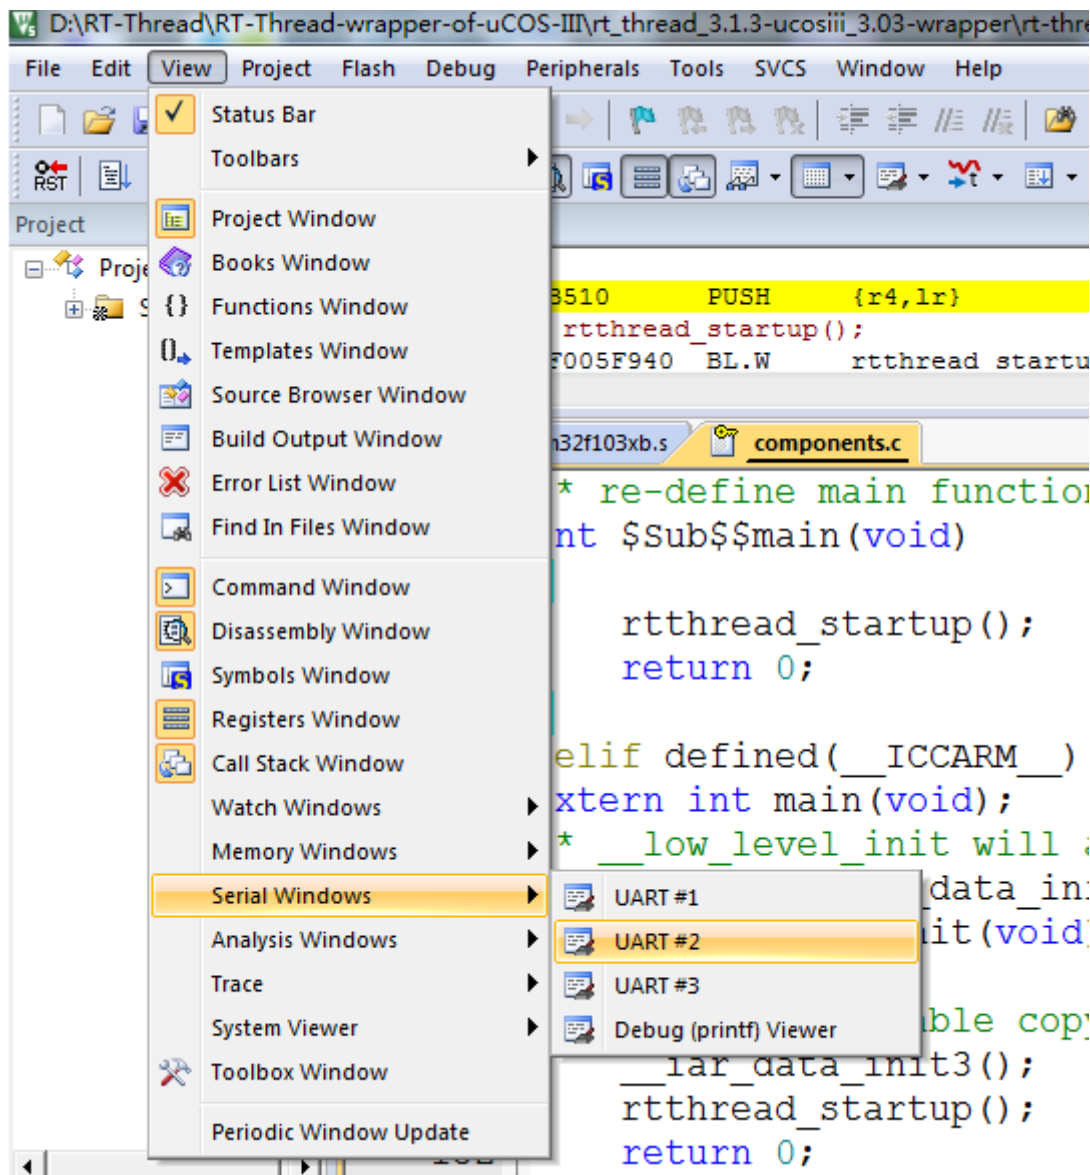 D:\RT-Thread\RT-Thread-wrapper-of-uCOS-III\rt_thread_3.1.3-ucosiii_3.03-wrapper\rt-thre
File Edit View Project Flash Debug Peripherals Tools SVCS Window Help
Status Bar
Toolbars
RST
Project
Project Window
Books Window
Proje
Functions Window
B510 PUSH {r4,lr}
rtthread_startup();
Templates Window
F005F940 BL.W rtthread_startu
Source Browser Window
Build Output Window
m32f103xb.s components.c
Error List Window
* re-define main function
Find In Files Window
nt $Sub$$main(void)
Command Window
Disassembly Window
rtthread_startup();
Symbols Window
return 0;
Registers Window
Call Stack Window
elif defined(__ICCARM__)
Watch Windows
xtern int main(void);
Memory Windows
* __low_level_init will a
Serial Windows
UART #1
_data_ini
Analysis Windows
UART #2
it(void)
Trace
UART #3
System Viewer
Debug (printf) Viewer
ble copy
Toolbox Window
__iar_data_init3();
rtthread_startup();
Periodic Window Update
return 0;